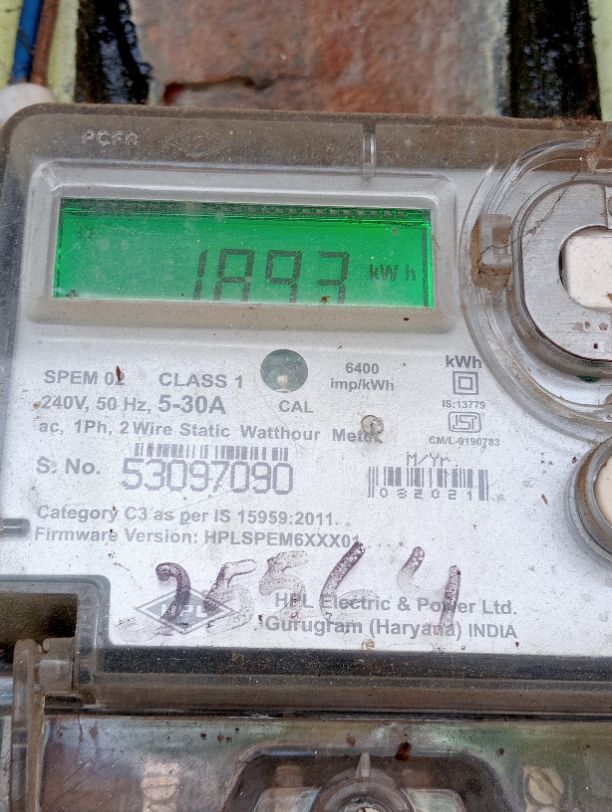 PCFR
1893 kWh
SPEM 02 CLASS 1
6400
imp/kWh
kWh
240V, 50 Hz, 5-30A
CAL
IS:13779
ac, 1Ph, 2 Wire Static Watthour Meter
CM/L-9190783
S. No. 53097090
M/Yr.
032021
Category C3 as per IS 15959:2011
Firmware Version: HPLSPEM6XXX01
HPL
HPL Electric & Power Ltd.
Gurugram (Haryana) INDIA